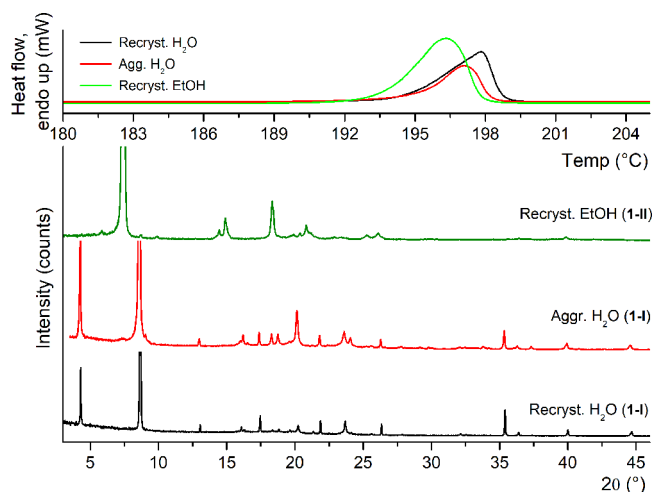 Heat flow,
endo up (mW)
Recryst. H₂O
Agg. H₂O
Recryst. EtOH
180 183 186 189 192 195 198 201 204
Temp (°C)
Intensity (counts)
Recryst. EtOH (1-II)
Aggr. H₂O (1-I)
Recryst. H₂O (1-I)
5 10 15 20 25 30 35 40 45
2θ (°)